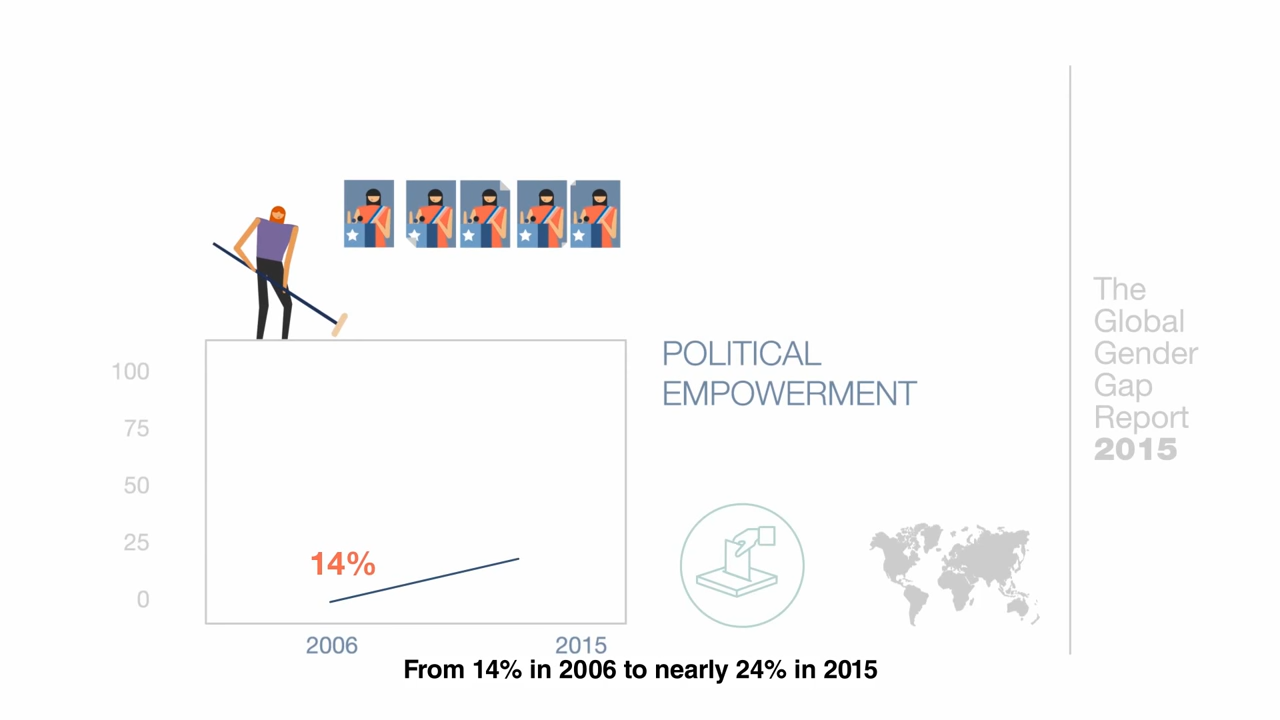 100
75
50
25
0
14%
2006
2015
POLITICAL
EMPOWERMENT
The
Global
Gender
Gap
Report
2015
From 14% in 2006 to nearly 24% in 2015